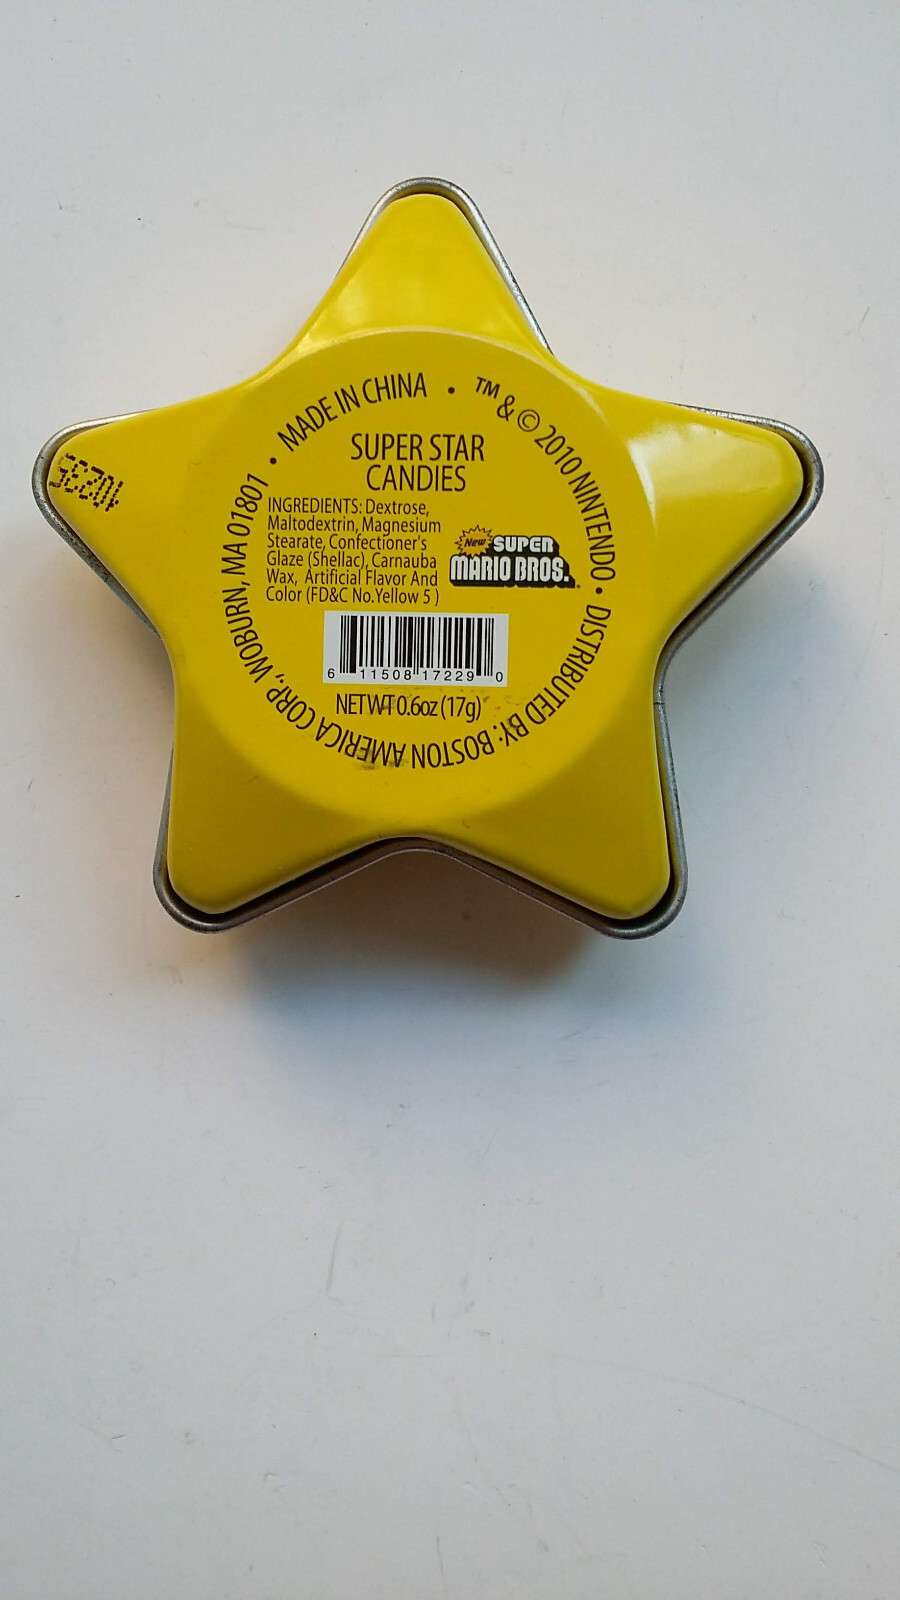 MADE IN CHINA • ™ & © 2010 NINTENDO • DISTRIBUTED BY: BOSTON AMERICA CORP., WOBURN, MA 01801 •
SUPER STAR
CANDIES
INGREDIENTS: Dextrose,
Maltodextrin, Magnesium
Stearate, Confectioner's
Glaze (Shellac), Carnauba
Wax, Artificial Flavor And
Color (FD&C No.Yellow 5 )
New SUPER
MARIO BROS.
6 11508 17229 0
NET WT 0.6oz (17g)